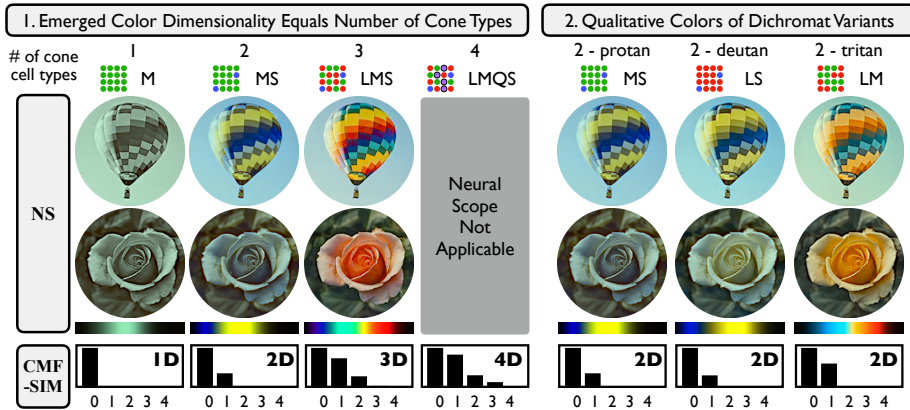 1. Emerged Color Dimensionality Equals Number of Cone Types
2. Qualitative Colors of Dichromat Variants
# of cone
cell types
1
2
3
4
2 - protan
2 - deutan
2 - tritan
M
MS
LMS
LMQS
MS
LS
LM
NS
Neural
Scope
Not
Applicable
CMF
-SIM
1D
2D
3D
4D
2D
2D
2D
0 1 2 3 4
0 1 2 3 4
0 1 2 3 4
0 1 2 3 4
0 1 2 3 4
0 1 2 3 4
0 1 2 3 4